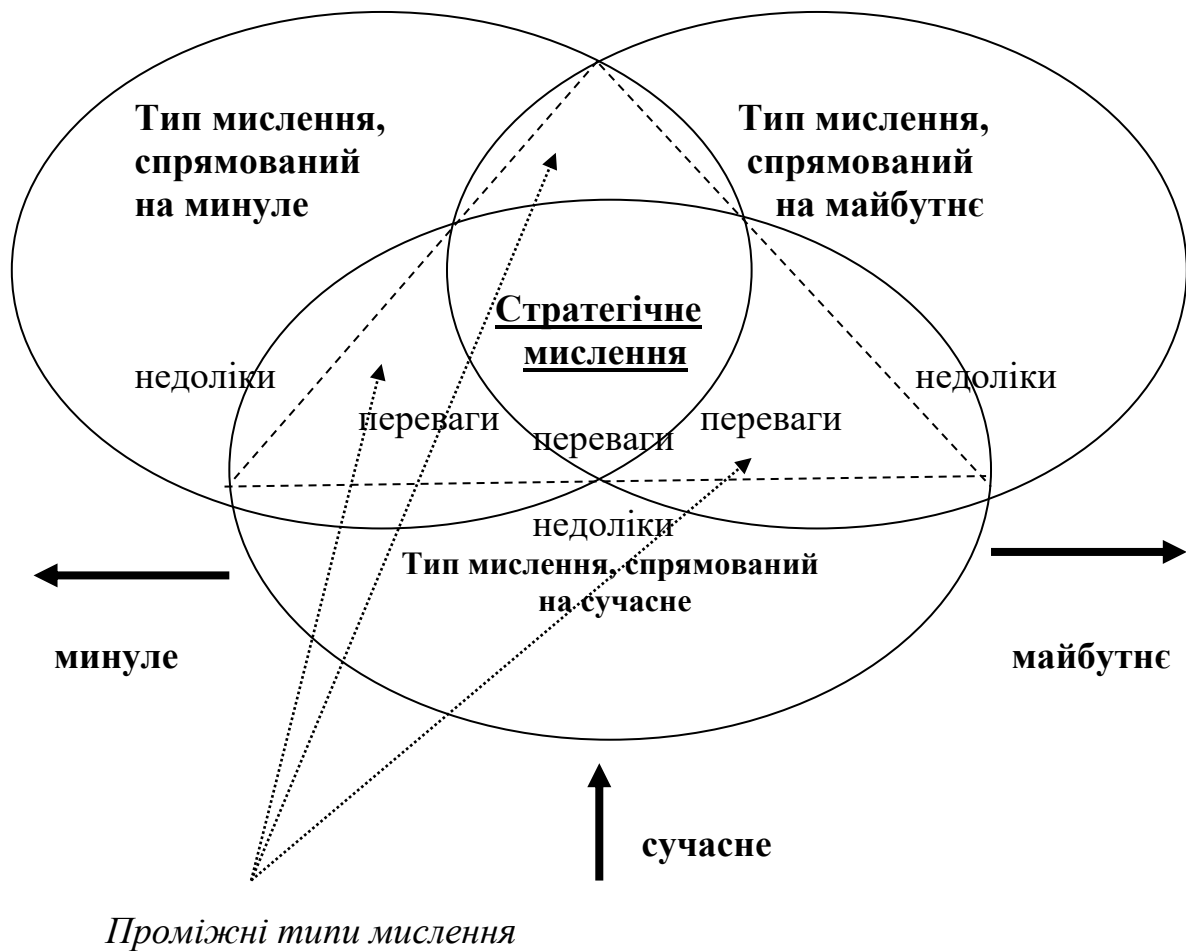 Тип мислення,
спрямований
на минуле
Тип мислення,
спрямований
на майбутнє
Стратегічне
мислення
недоліки
недоліки
переваги
переваги
переваги
недоліки
Тип мислення, спрямований
на сучасне
минуле
майбутнє
сучасне
Проміжні типи мислення